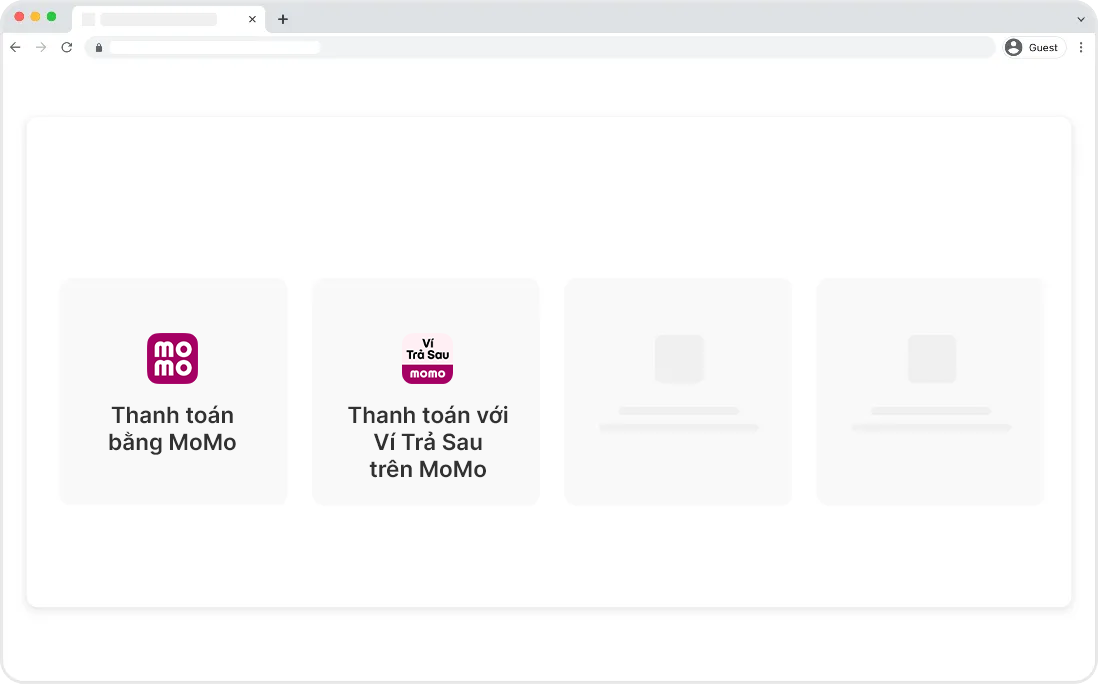 Guest
mo
mo
Thanh toán
bằng MoMo
Ví
Trả Sau
momo
Thanh toán với
Ví Trả Sau
trên MoMo